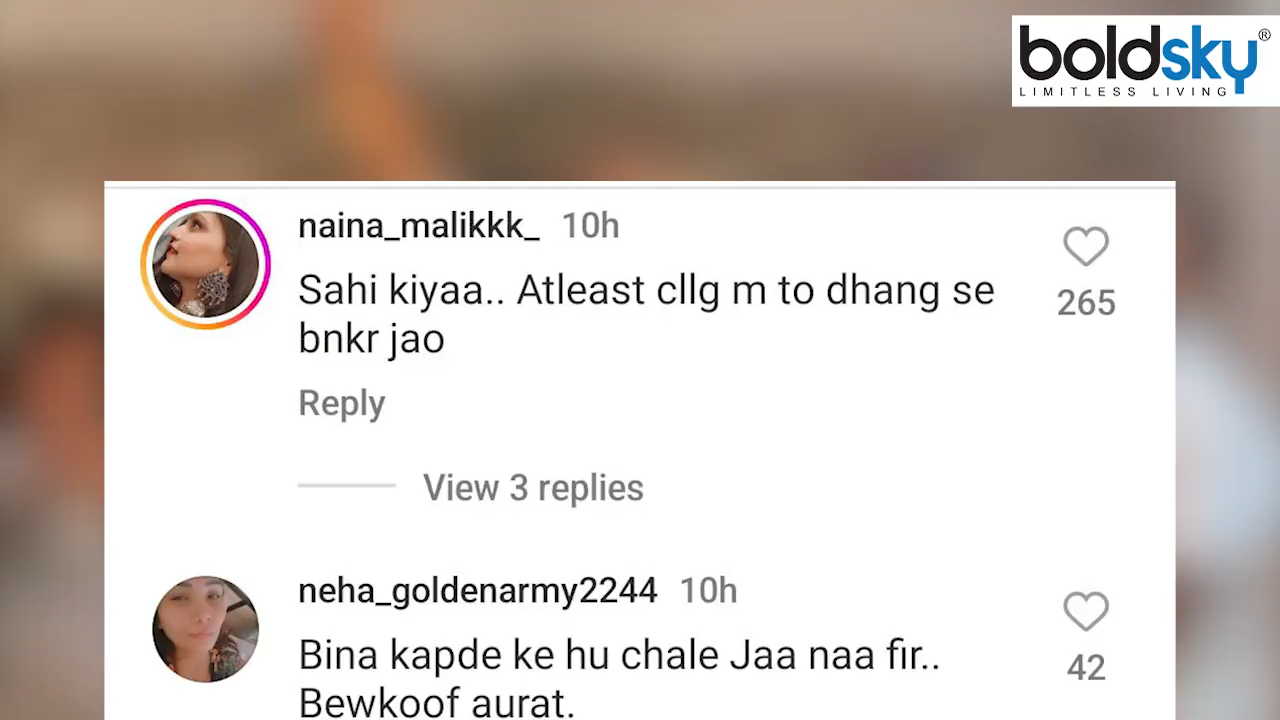 boldsky®
LIMITLESS LIVING
naina_malikkk_ 10h
Sahi kiyaa.. Atleast cllg m to dhang se
bnkr jao
265
Reply
View 3 replies
neha_goldenarmy2244 10h
Bina kapde ke hu chale Jaa naa fir..
Bewkoof aurat.
42